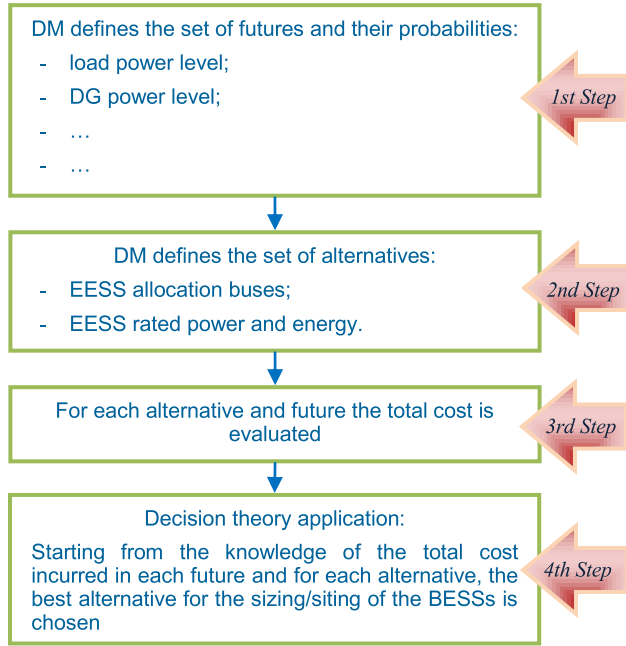 DM defines the set of futures and their probabilities:
- load power level;
- DG power level;
- …
- …
1st Step
DM defines the set of alternatives:
- EESS allocation buses;
- EESS rated power and energy.
2nd Step
For each alternative and future the total cost is
evaluated
3rd Step
Decision theory application:
Starting from the knowledge of the total cost
incurred in each future and for each alternative, the
best alternative for the sizing/siting of the BESSs is
chosen
4th Step